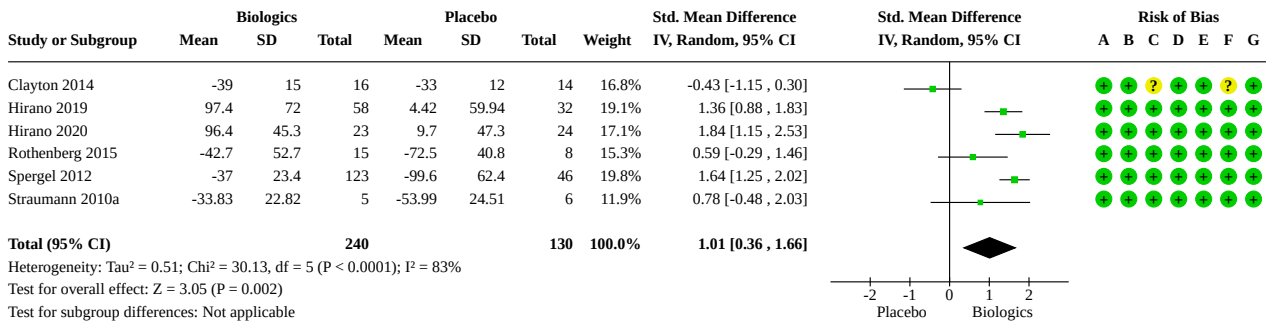 Biologics Placebo Std. Mean Difference Std. Mean Difference Risk of Bias
Study or Subgroup Mean SD Total Mean SD Total Weight IV, Random, 95% CI IV, Random, 95% CI A B C D E F G
Clayton 2014 -39 15 16 -33 12 14 16.8% -0.43 [-1.15 , 0.30] + + ? + + ? +
Hirano 2019 97.4 72 58 4.42 59.94 32 19.1% 1.36 [0.88 , 1.83] + + + + + + +
Hirano 2020 96.4 45.3 23 9.7 47.3 24 17.1% 1.84 [1.15 , 2.53] + + + + + + +
Rothenberg 2015 -42.7 52.7 15 -72.5 40.8 8 15.3% 0.59 [-0.29 , 1.46] + + + + + + +
Spergel 2012 -37 23.4 123 -99.6 62.4 46 19.8% 1.64 [1.25 , 2.02] + + + + + + +
Straumann 2010a -33.83 22.82 5 -53.99 24.51 6 11.9% 0.78 [-0.48 , 2.03] + + + + + + +
Total (95% CI) 240 130 100.0% 1.01 [0.36 , 1.66]
Heterogeneity: Tau² = 0.51; Chi² = 30.13, df = 5 (P < 0.0001); I² = 83%
Test for overall effect: Z = 3.05 (P = 0.002)
Test for subgroup differences: Not applicable
-2 -1 0 1 2
Placebo Biologics